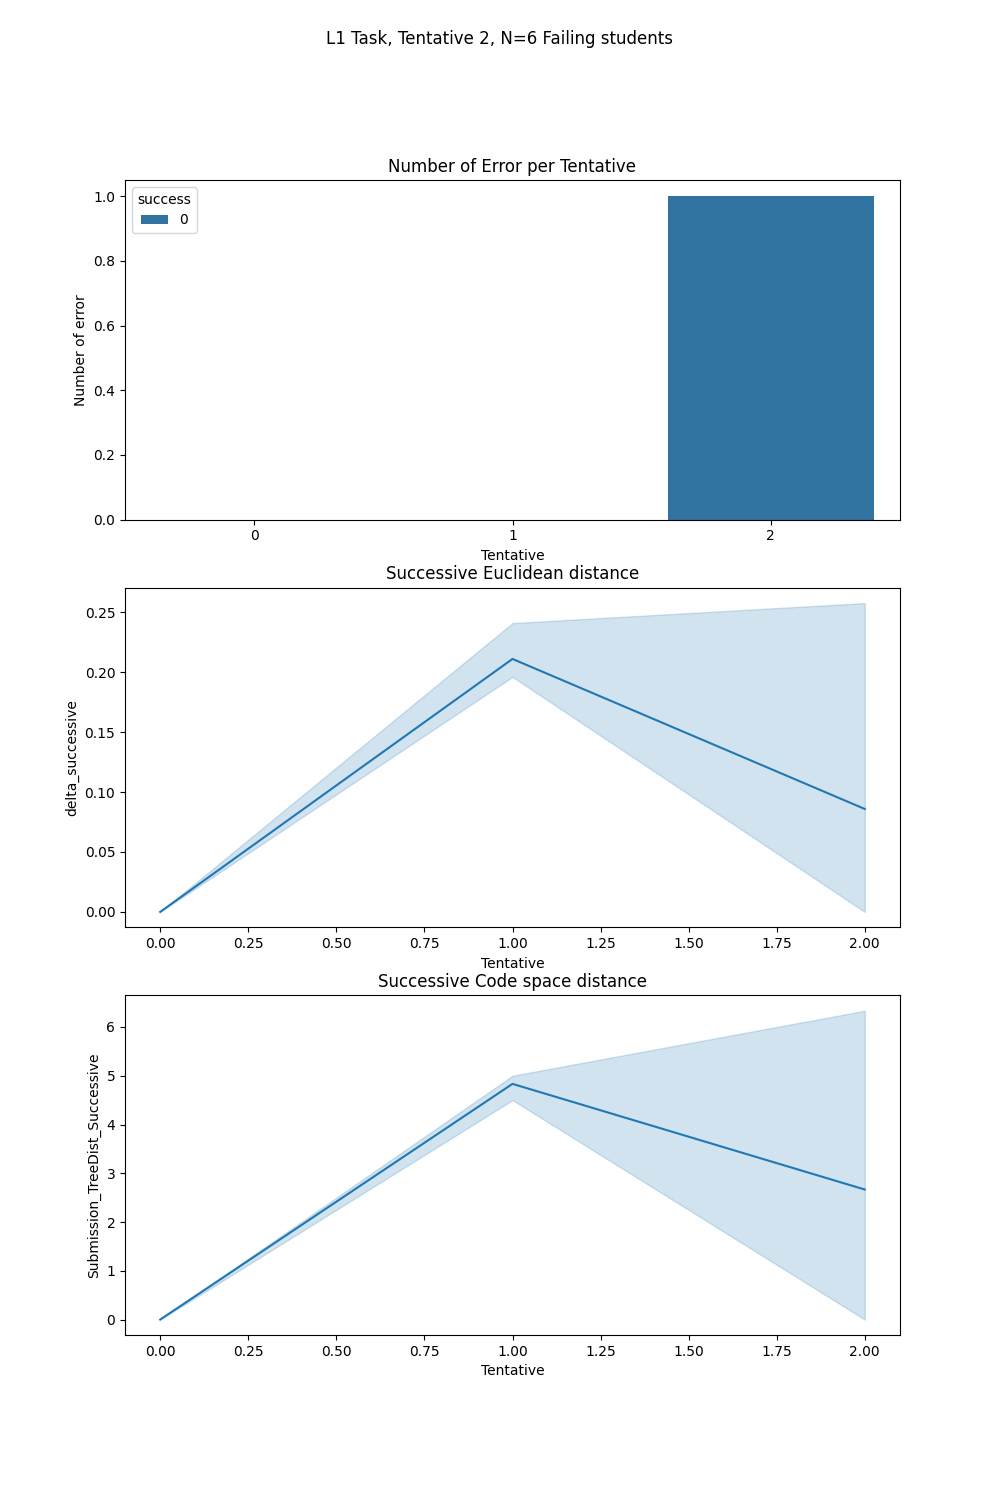 L1 Task, Tentative 2, N=6 Failing students
Number of Error per Tentative
success
0
Number of error
1.0
0.8
0.6
0.4
0.2
0.0
0 1 2
Tentative
Successive Euclidean distance
delta_successive
0.25
0.20
0.15
0.10
0.05
0.00
0.00 0.25 0.50 0.75 1.00 1.25 1.50 1.75 2.00
Tentative
Successive Code space distance
Submission_TreeDist_Successive
6
5
4
3
2
1
0
0.00 0.25 0.50 0.75 1.00 1.25 1.50 1.75 2.00
Tentative